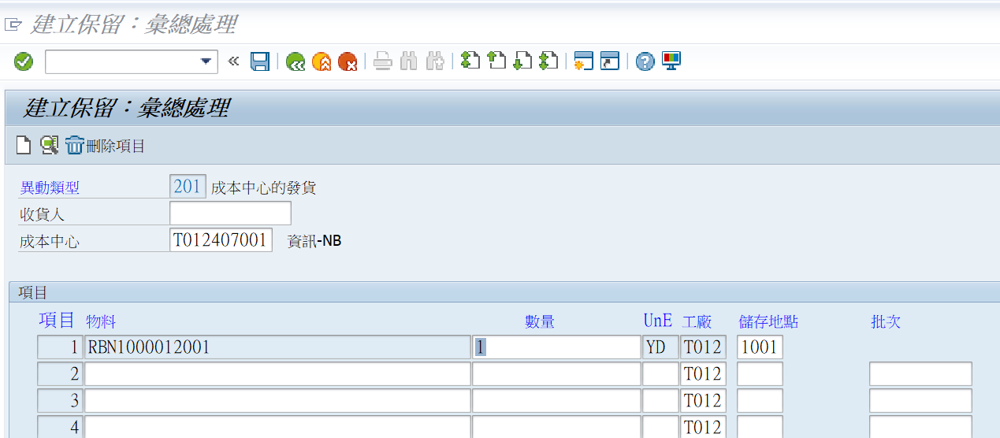 建立保留：彙總處理
建立保留：彙總處理
刪除項目
異動類型 201 成本中心的發貨
收貨人
成本中心 T012407001 資訊-NB
項目
項目 物料 數量 UnE 工廠 儲存地點 批次
1 RBN1000012001 1 YD T012 1001
2 T012
3 T012
4 T012